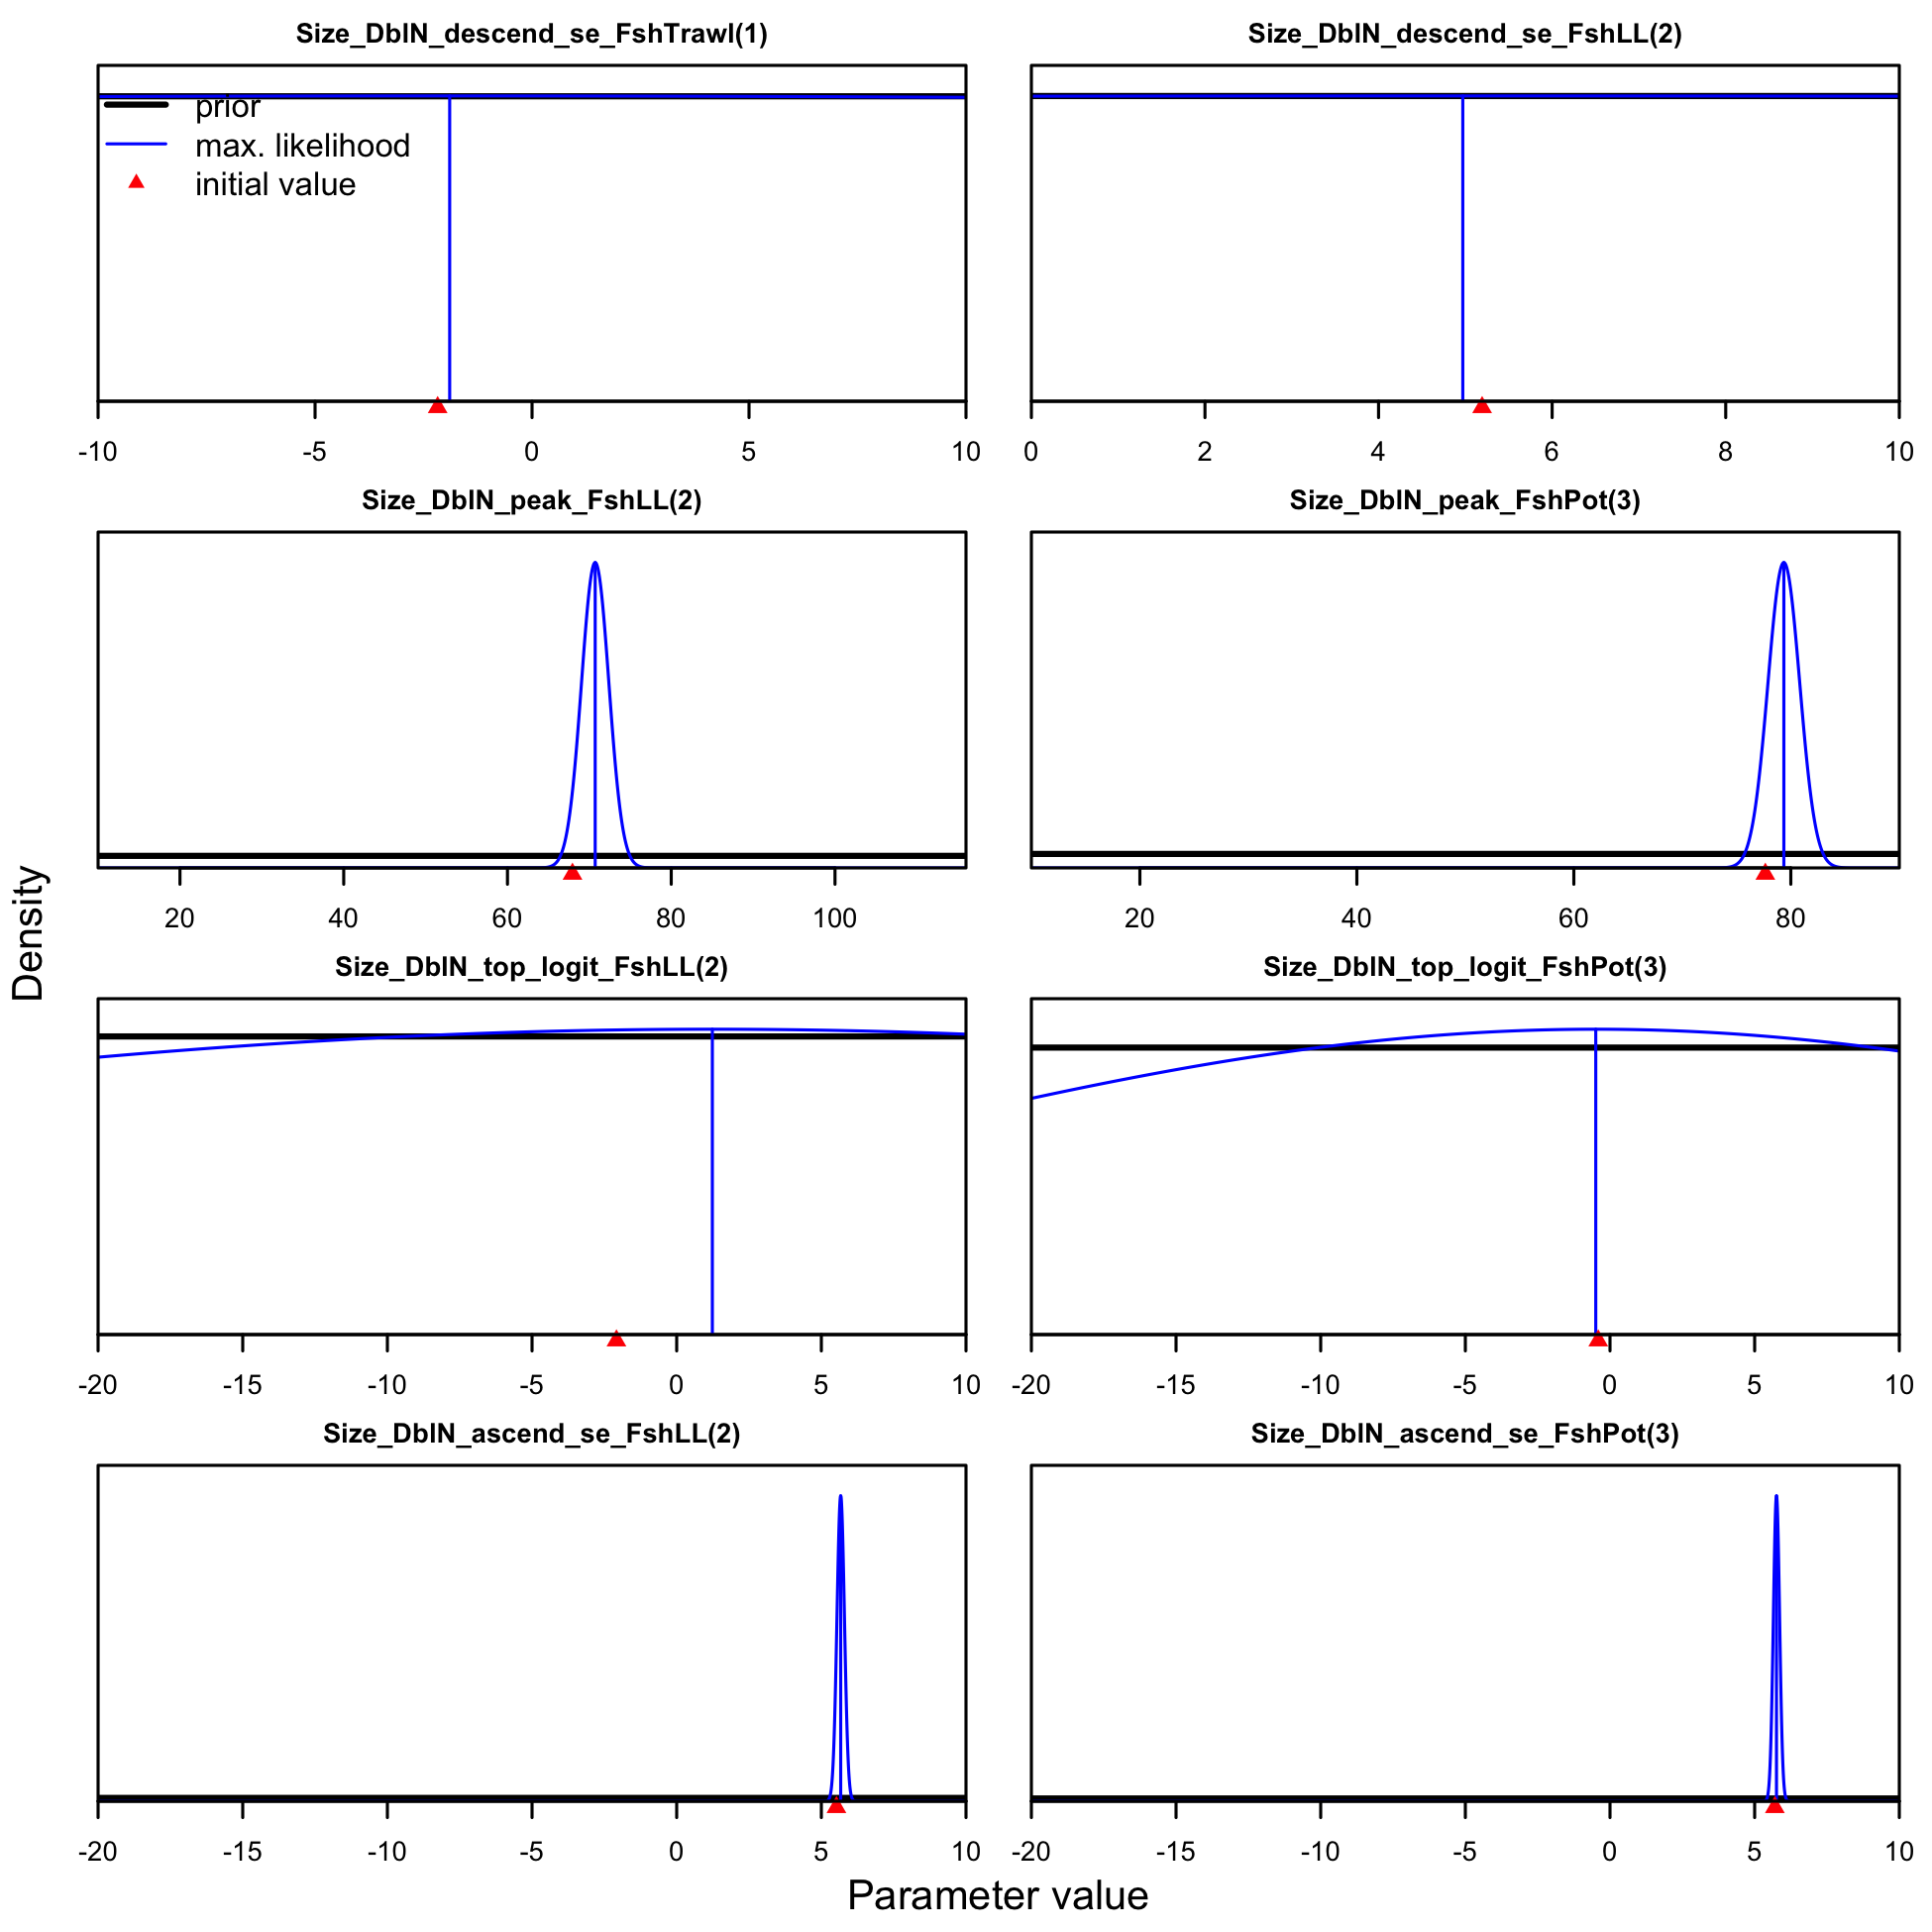 Size_DblN_descend_se_FshTrawl(1)
Size_DblN_descend_se_FshLL(2)
prior
max. likelihood
initial value
-10 -5 0 5 10
0 2 4 6 8 10
Size_DblN_peak_FshLL(2)
Size_DblN_peak_FshPot(3)
20 40 60 80 100
20 40 60 80
Density
Size_DblN_top_logit_FshLL(2)
Size_DblN_top_logit_FshPot(3)
-20 -15 -10 -5 0 5 10
-20 -15 -10 -5 0 5 10
Size_DblN_ascend_se_FshLL(2)
Size_DblN_ascend_se_FshPot(3)
-20 -15 -10 -5 0 5 10
-20 -15 -10 -5 0 5 10
Parameter value